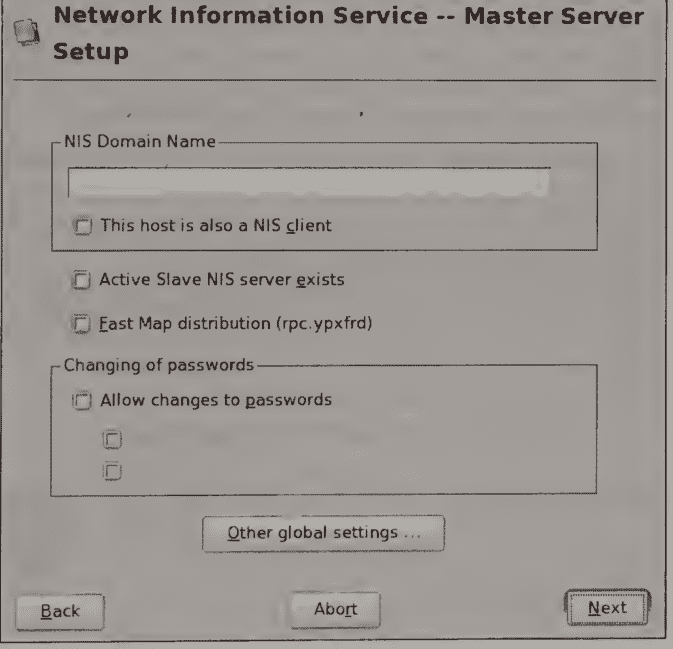 Network Information Service -- Master Server
Setup
NIS Domain Name
This host is also a NIS client
Active Slave NIS server exists
Fast Map distribution (rpc.ypxfrd)
Changing of passwords
Allow changes to passwords
Other global settings ...
Back
Abort
Next